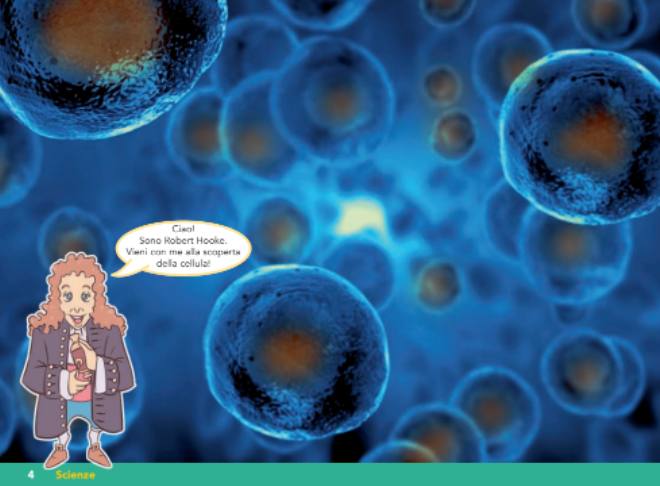 Ciao!
Sono Robert Hooke.
Vieni con me alla scoperta
della cellula!
4 Scienze